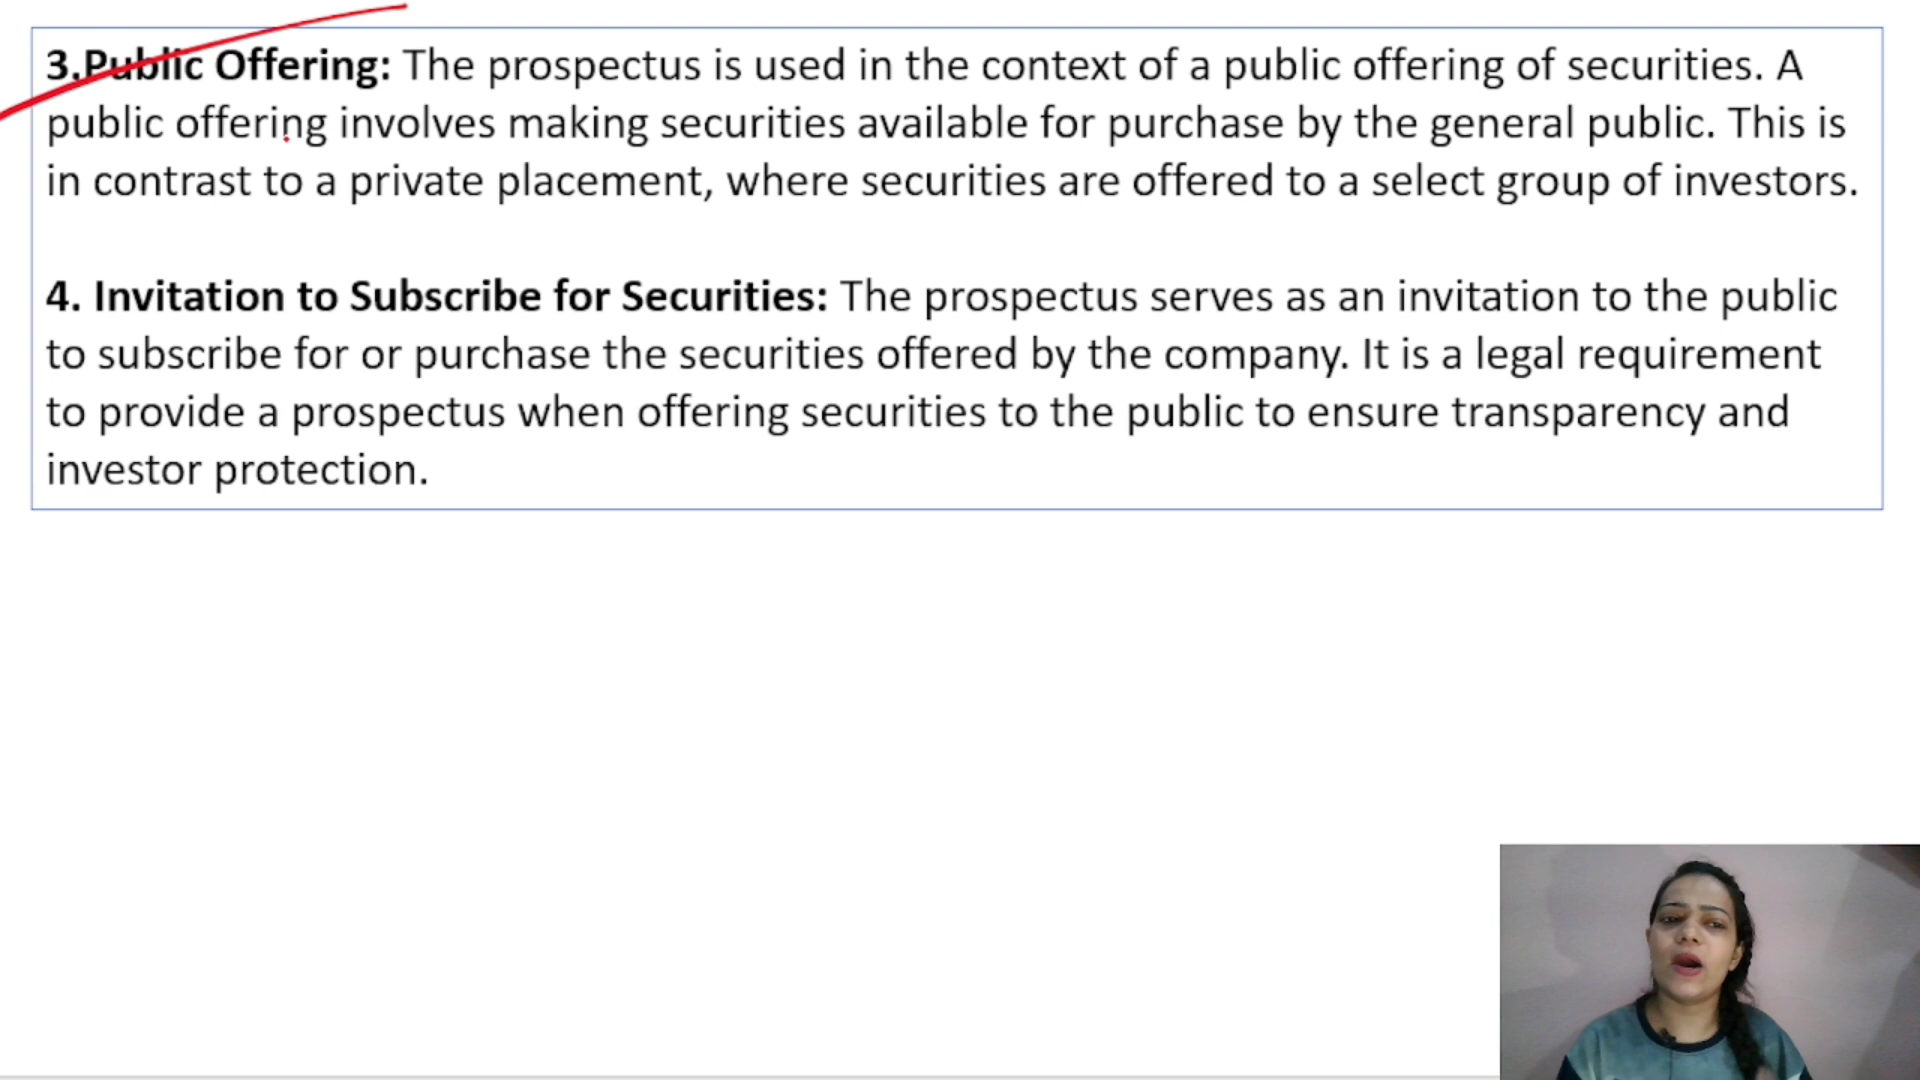 3.Public Offering: The prospectus is used in the context of a public offering of securities. A
public offering involves making securities available for purchase by the general public. This is
in contrast to a private placement, where securities are offered to a select group of investors.
4. Invitation to Subscribe for Securities: The prospectus serves as an invitation to the public
to subscribe for or purchase the securities offered by the company. It is a legal requirement
to provide a prospectus when offering securities to the public to ensure transparency and
investor protection.